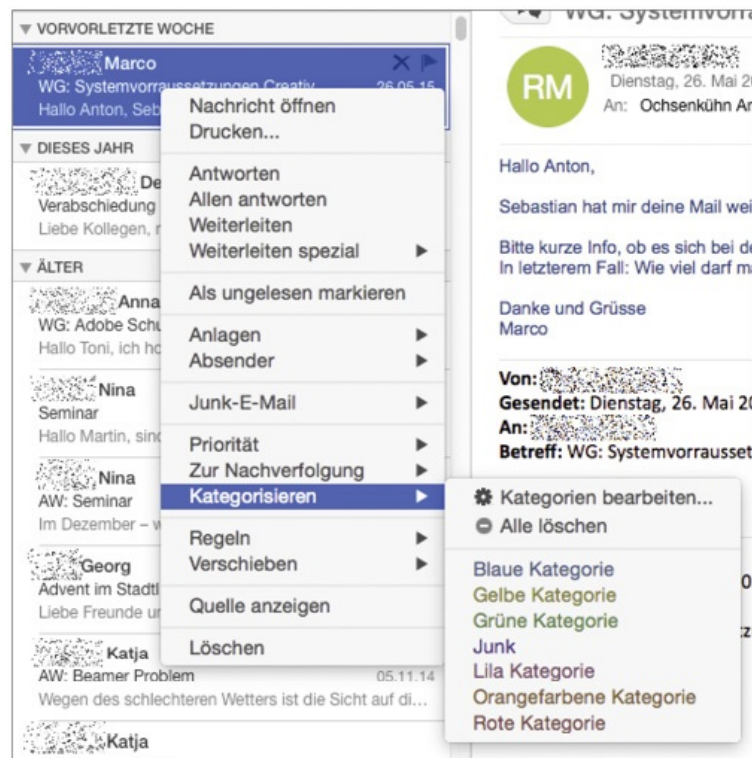 VORVORLETZTE WOCHE
Marco
WG: Systemvorraussetzungen Creativ...
26.05.15
Hallo Anton, Seb
DIESES JAHR
De
Verabschiedung
Liebe Kollegen,
ÄLTER
Anna
WG: Adobe Schu
Hallo Toni, ich ho
Nina
Seminar
Hallo Martin, sind
Nina
AW: Seminar
Im Dezember – w
Georg
Advent im Stadtl
Liebe Freunde un
Katja
AW: Beamer Problem
05.11.14
Wegen des schlechteren Wetters ist die Sicht auf di...
Katja
Nachricht öffnen
Drucken...
Antworten
Allen antworten
Weiterleiten
Weiterleiten spezial
Als ungelesen markieren
Anlagen
Absender
Junk-E-Mail
Priorität
Zur Nachverfolgung
Kategorisieren
Regeln
Verschieben
Quelle anzeigen
Löschen
Kategorien bearbeiten...
Alle löschen
Blaue Kategorie
Gelbe Kategorie
Grüne Kategorie
Junk
Lila Kategorie
Orangefarbene Kategorie
Rote Kategorie
WG: Systemvorra
RM
Dienstag, 26. Mai 20
An: Ochsenkühn An
Hallo Anton,
Sebastian hat mir deine Mail wei
Bitte kurze Info, ob es sich bei de
In letzterem Fall: Wie viel darf ma
Danke und Grüsse
Marco
Von:
Gesendet: Dienstag, 26. Mai 20
An:
Betreff: WG: Systemvorrausset